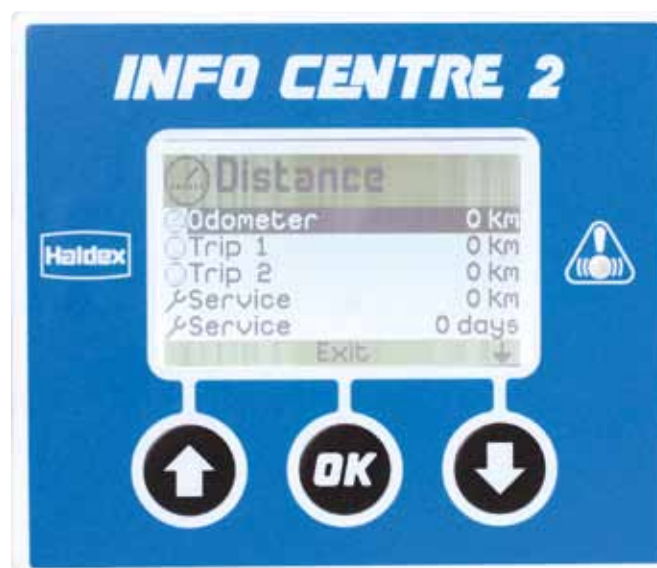 INFO CENTRE 2
Distance
Haldex
Odometer 0 km
Trip 1 0 km
Trip 2 0 km
Service 0 km
Service 0 days
Exit
OK